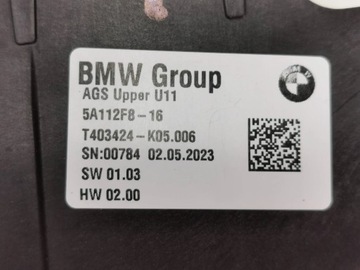 BMW Group
AGS Upper U11
5A112F8-16
T403424-K05.006
SN:00784 02.05.2023
SW 01.03
HW 02.00